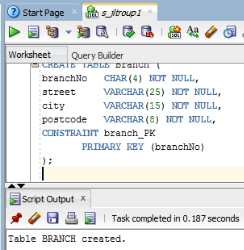 Start Page
s_jitroup1
Worksheet
Query Builder
CREATE TABLE Branch (
branchNo CHAR(4) NOT NULL,
street VARCHAR(25) NOT NULL,
city VARCHAR(15) NOT NULL,
postcode VARCHAR(8) NOT NULL,
CONSTRAINT branch_PK
PRIMARY KEY (branchNo)
);
Script Output
Task completed in 0.187 seconds
Table BRANCH created.